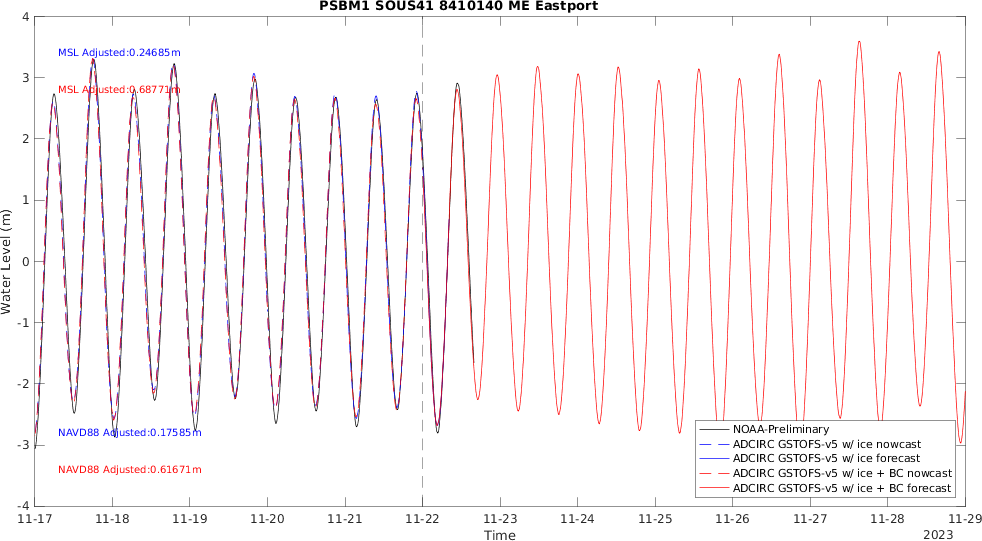 PSBM1 SOUS41 8410140 ME Eastport
Water Level (m)
4
3
2
1
0
-1
-2
-3
-4
MSL Adjusted:0.24685m
MSL Adjusted:0.68771m
NAVD88 Adjusted:0.17585m
NAVD88 Adjusted:0.61671m
NOAA-Preliminary
ADCIRC GSTOFS-v5 w/ ice nowcast
ADCIRC GSTOFS-v5 w/ ice forecast
ADCIRC GSTOFS-v5 w/ ice + BC nowcast
ADCIRC GSTOFS-v5 w/ ice + BC forecast
11-17 11-18 11-19 11-20 11-21 11-22 11-23 11-24 11-25 11-26 11-27 11-28 11-29
Time
2023